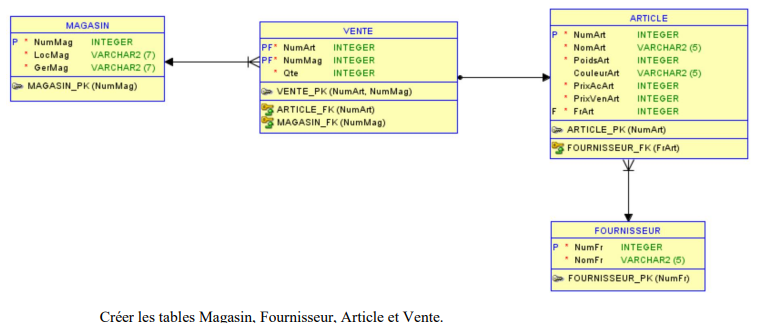 MAGASIN
P * NumMag INTEGER
* LocMag VARCHAR2 (7)
* GerMag VARCHAR2 (7)
MAGASIN_PK (NumMag)
VENTE
PF* NumArt INTEGER
PF* NumMag INTEGER
* Qte INTEGER
VENTE_PK (NumArt, NumMag)
ARTICLE_FK (NumArt)
MAGASIN_FK (NumMag)
ARTICLE
P * NumArt INTEGER
* NomArt VARCHAR2 (5)
* PoidsArt INTEGER
CouleurArt VARCHAR2 (5)
* PrixAcArt INTEGER
* PrixVenArt INTEGER
F * FrArt INTEGER
ARTICLE_PK (NumArt)
FOURNISSEUR_FK (FrArt)
FOURNISSEUR
P * NumFr INTEGER
* NomFr VARCHAR2 (5)
FOURNISSEUR_PK (NumFr)
Créer les tables Magasin, Fournisseur, Article et Vente.